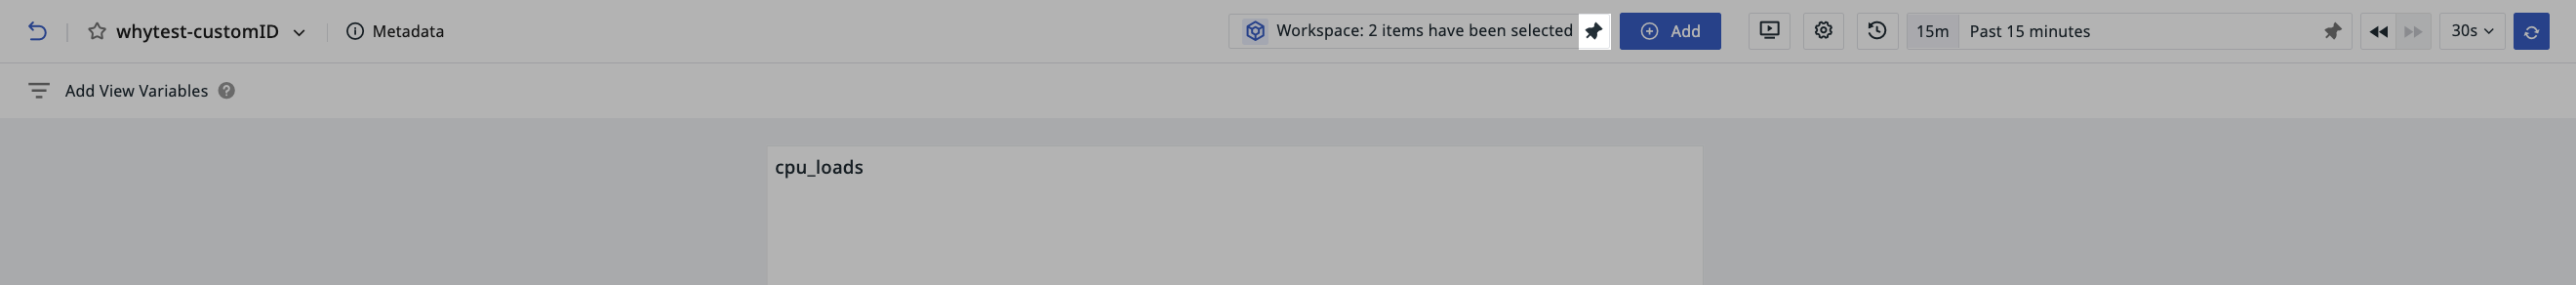 whytest-customID Metadata Workspace: 2 items have been selected Add 15m Past 15 minutes 30s
Add View Variables ?
cpu_loads